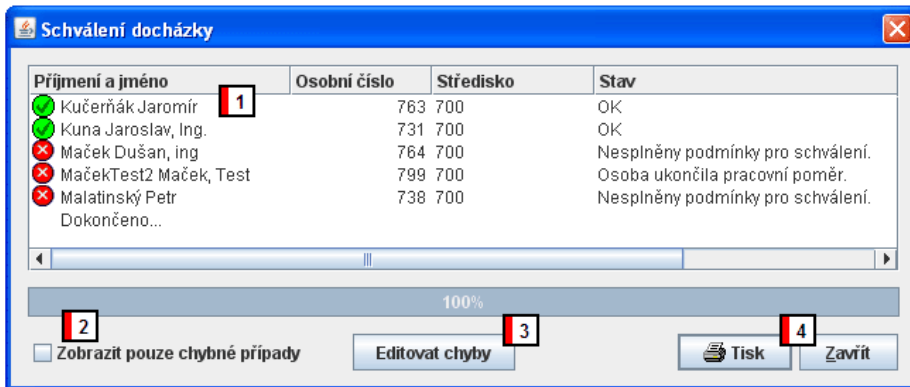 Schválení docházky
Příjmení a jméno Osobní číslo Středisko Stav
1
Kučerňák Jaromír 763 700 OK
Kuna Jaroslav, Ing. 731 700 OK
Maček Dušan, ing 764 700 Nesplněny podmínky pro schválení.
MačekTest2 Maček, Test 799 700 Osoba ukončila pracovní poměr.
Malatinský Petr 738 700 Nesplněny podmínky pro schválení.
Dokončeno...
100%
2 3 4
Zobrazit pouze chybné případy Editovat chyby Tisk Zavřít